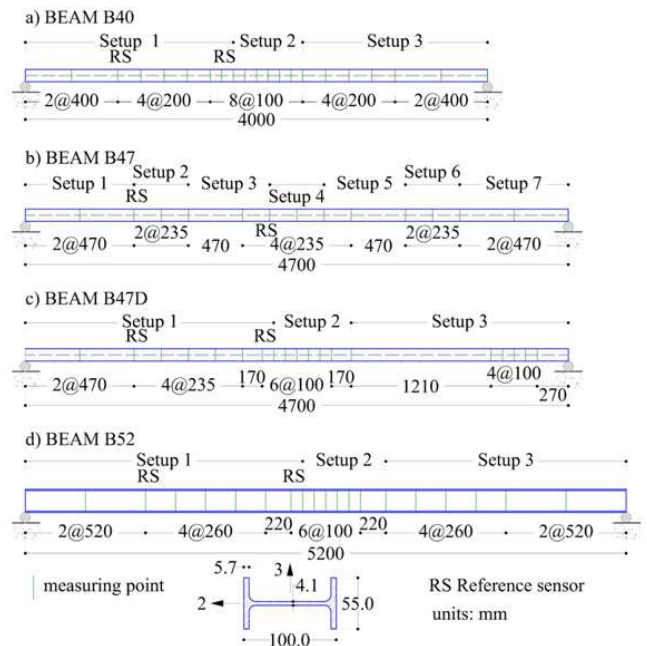 a) BEAM B40
Setup 1 Setup 2 Setup 3
RS RS
2@400 4@200 8@100 4@200 2@400
4000
b) BEAM B47
Setup 1 Setup 2 Setup 3 Setup 4 Setup 5 Setup 6 Setup 7
RS
2@470 2@235 470 RS 4@235 470 2@235 2@470
4700
c) BEAM B47D
Setup 1 Setup 2 Setup 3
RS RS
2@470 4@235 170 6@100 170 1210 4@100 270
4700
d) BEAM B52
Setup 1 Setup 2 Setup 3
RS RS
2@520 4@260 220 6@100 220 4@260 2@520
5200
measuring point 5.7 3 4.1 RS Reference sensor
2 55.0 units: mm
100.0